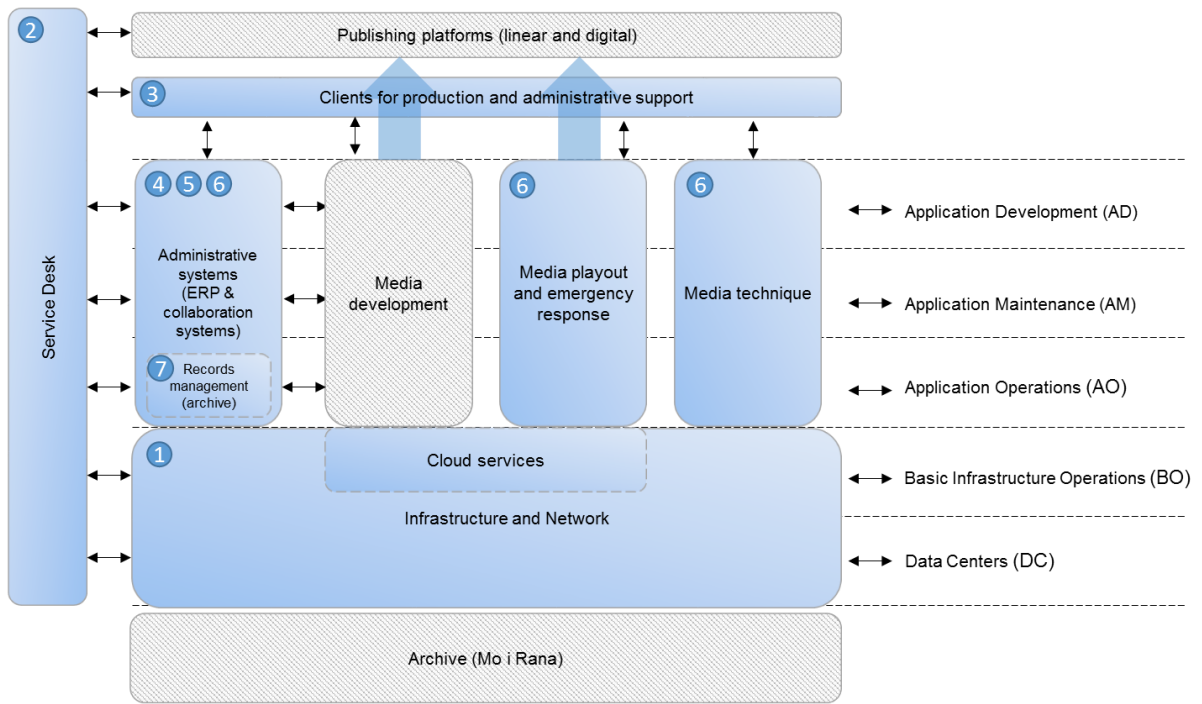 2
Publishing platforms (linear and digital)
3
Clients for production and administrative support
4 5 6
6
6
Application Development (AD)
Administrative
systems
(ERP &
collaboration
systems)
Media
development
Media playout
and emergency
response
Media technique
Application Maintenance (AM)
Service Desk
7
Records
management
(archive)
Application Operations (AO)
1
Cloud services
Basic Infrastructure Operations (BO)
Infrastructure and Network
Data Centers (DC)
Archive (Mo i Rana)